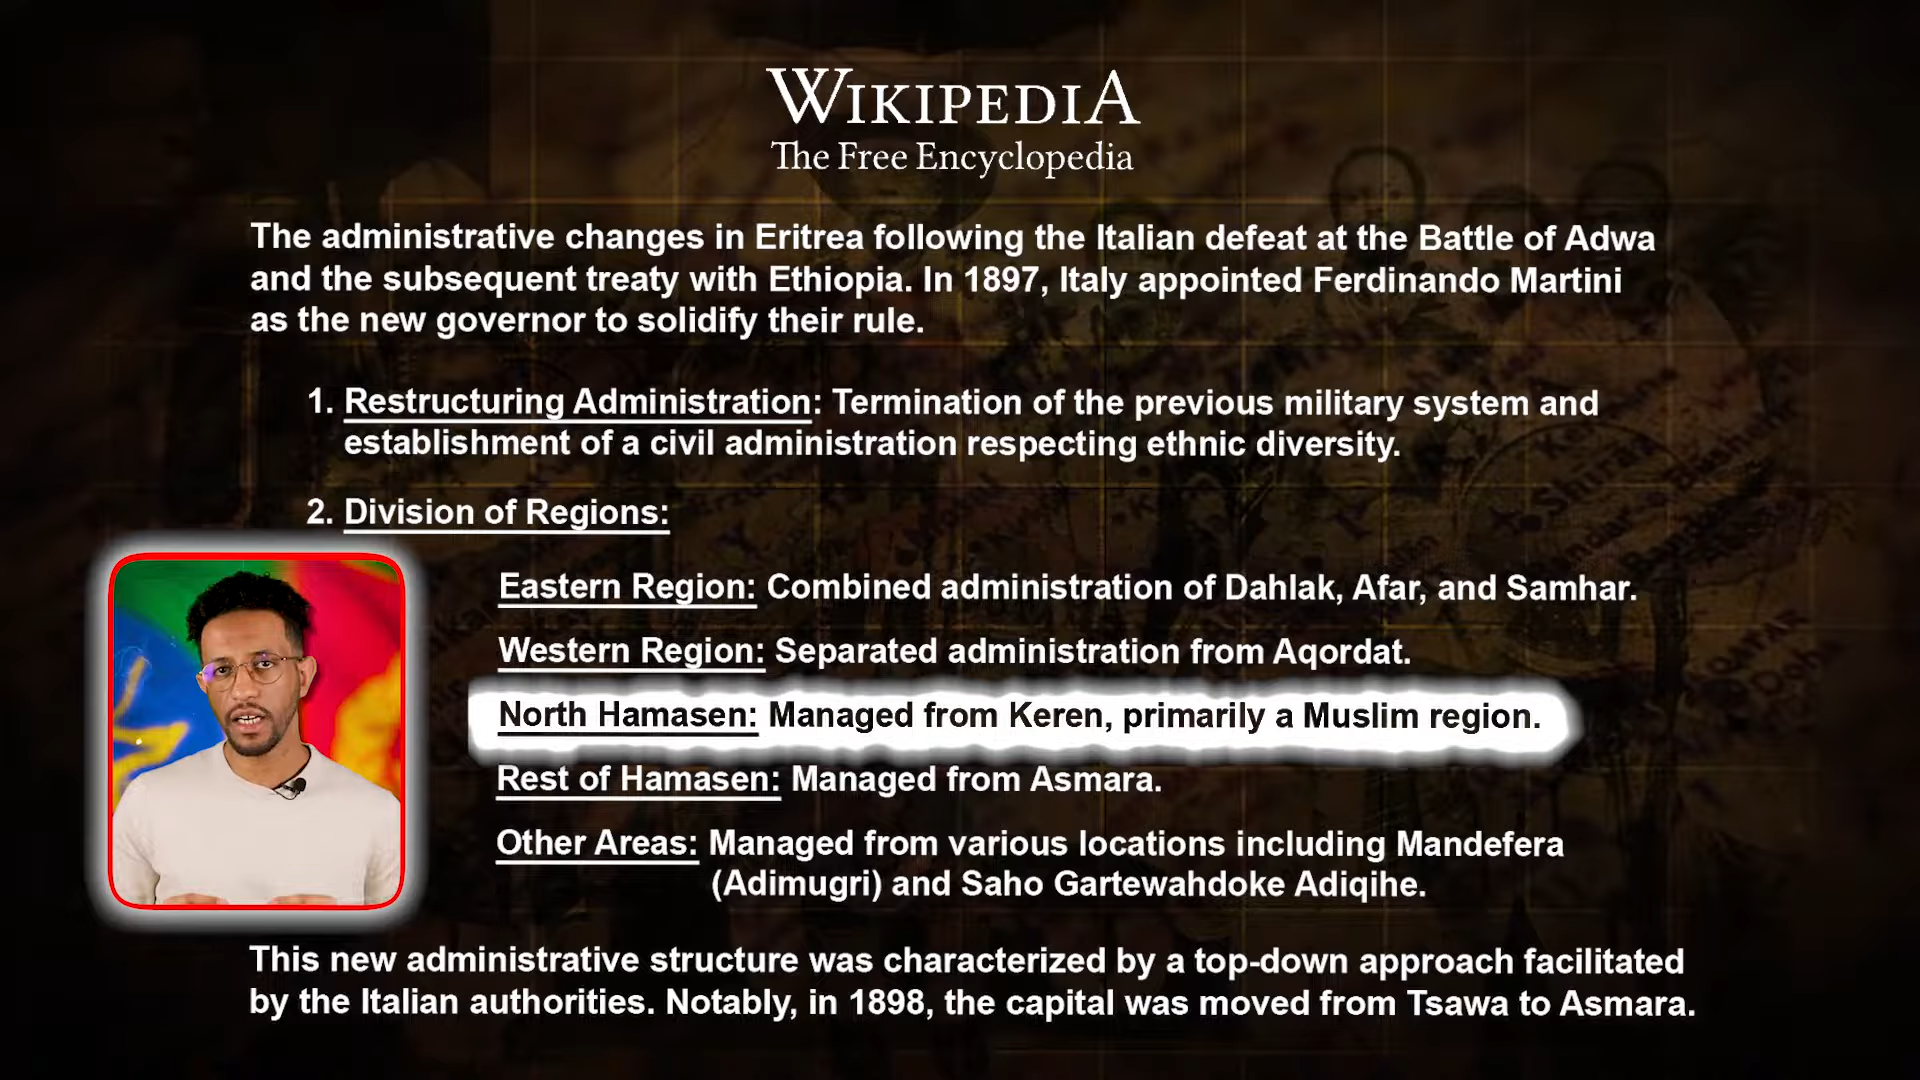 WIKIPEDIA
The Free Encyclopedia
The administrative changes in Eritrea following the Italian defeat at the Battle of Adwa
and the subsequent treaty with Ethiopia. In 1897, Italy appointed Ferdinando Martini
as the new governor to solidify their rule.
1. Restructuring Administration: Termination of the previous military system and
establishment of a civil administration respecting ethnic diversity.
2. Division of Regions:
Eastern Region: Combined administration of Dahlak, Afar, and Samhar.
Western Region: Separated administration from Aqordat.
North Hamasen: Managed from Keren, primarily a Muslim region.
Rest of Hamasen: Managed from Asmara.
Other Areas: Managed from various locations including Mandefera
(Adimugri) and Saho Gartewahdoke Adiqihe.
This new administrative structure was characterized by a top-down approach facilitated
by the Italian authorities. Notably, in 1898, the capital was moved from Tsawa to Asmara.